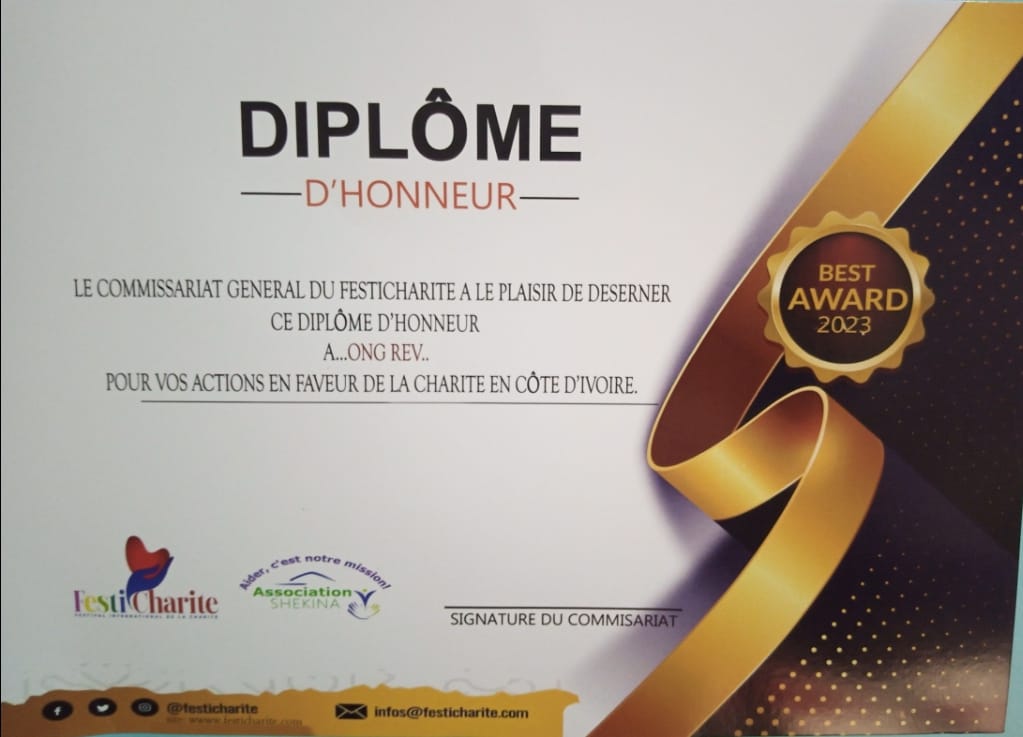 DIPLÔME
D'HONNEUR
LE COMMISSARIAT GENERAL DU FESTICHARITE A LE PLAISIR DE DESERNER
CE DIPLÔME D'HONNEUR
A...ONG REV..
POUR VOS ACTIONS EN FAVEUR DE LA CHARITE EN CÔTE D'IVOIRE.
BEST
AWARD
2023
Festi Charite
FESTIVAL INTERNATIONAL DE LA CHARITE
Aider, c'est notre mission!
Association
SHEKINA
SIGNATURE DU COMMISARIAT
@festicharite
site: www.festicharite.com
infos@festicharite.com